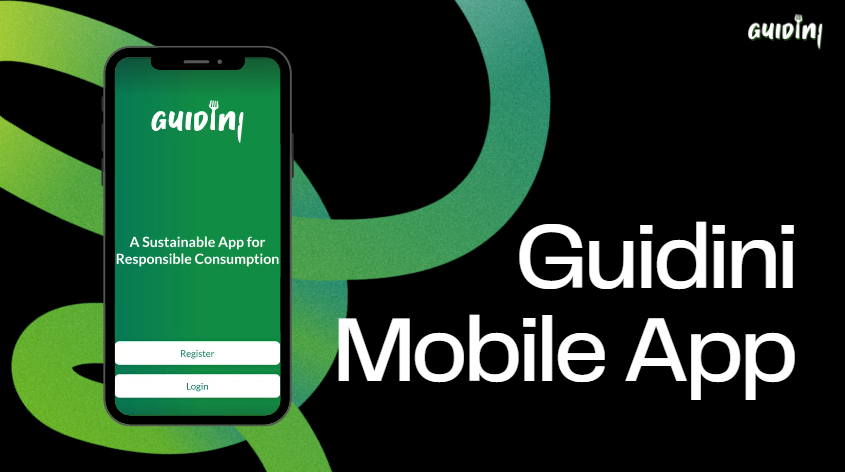 GUIDINI
GUIDINI
A Sustainable App for
Responsible Consumption
Register
Login
Guidini
Mobile App